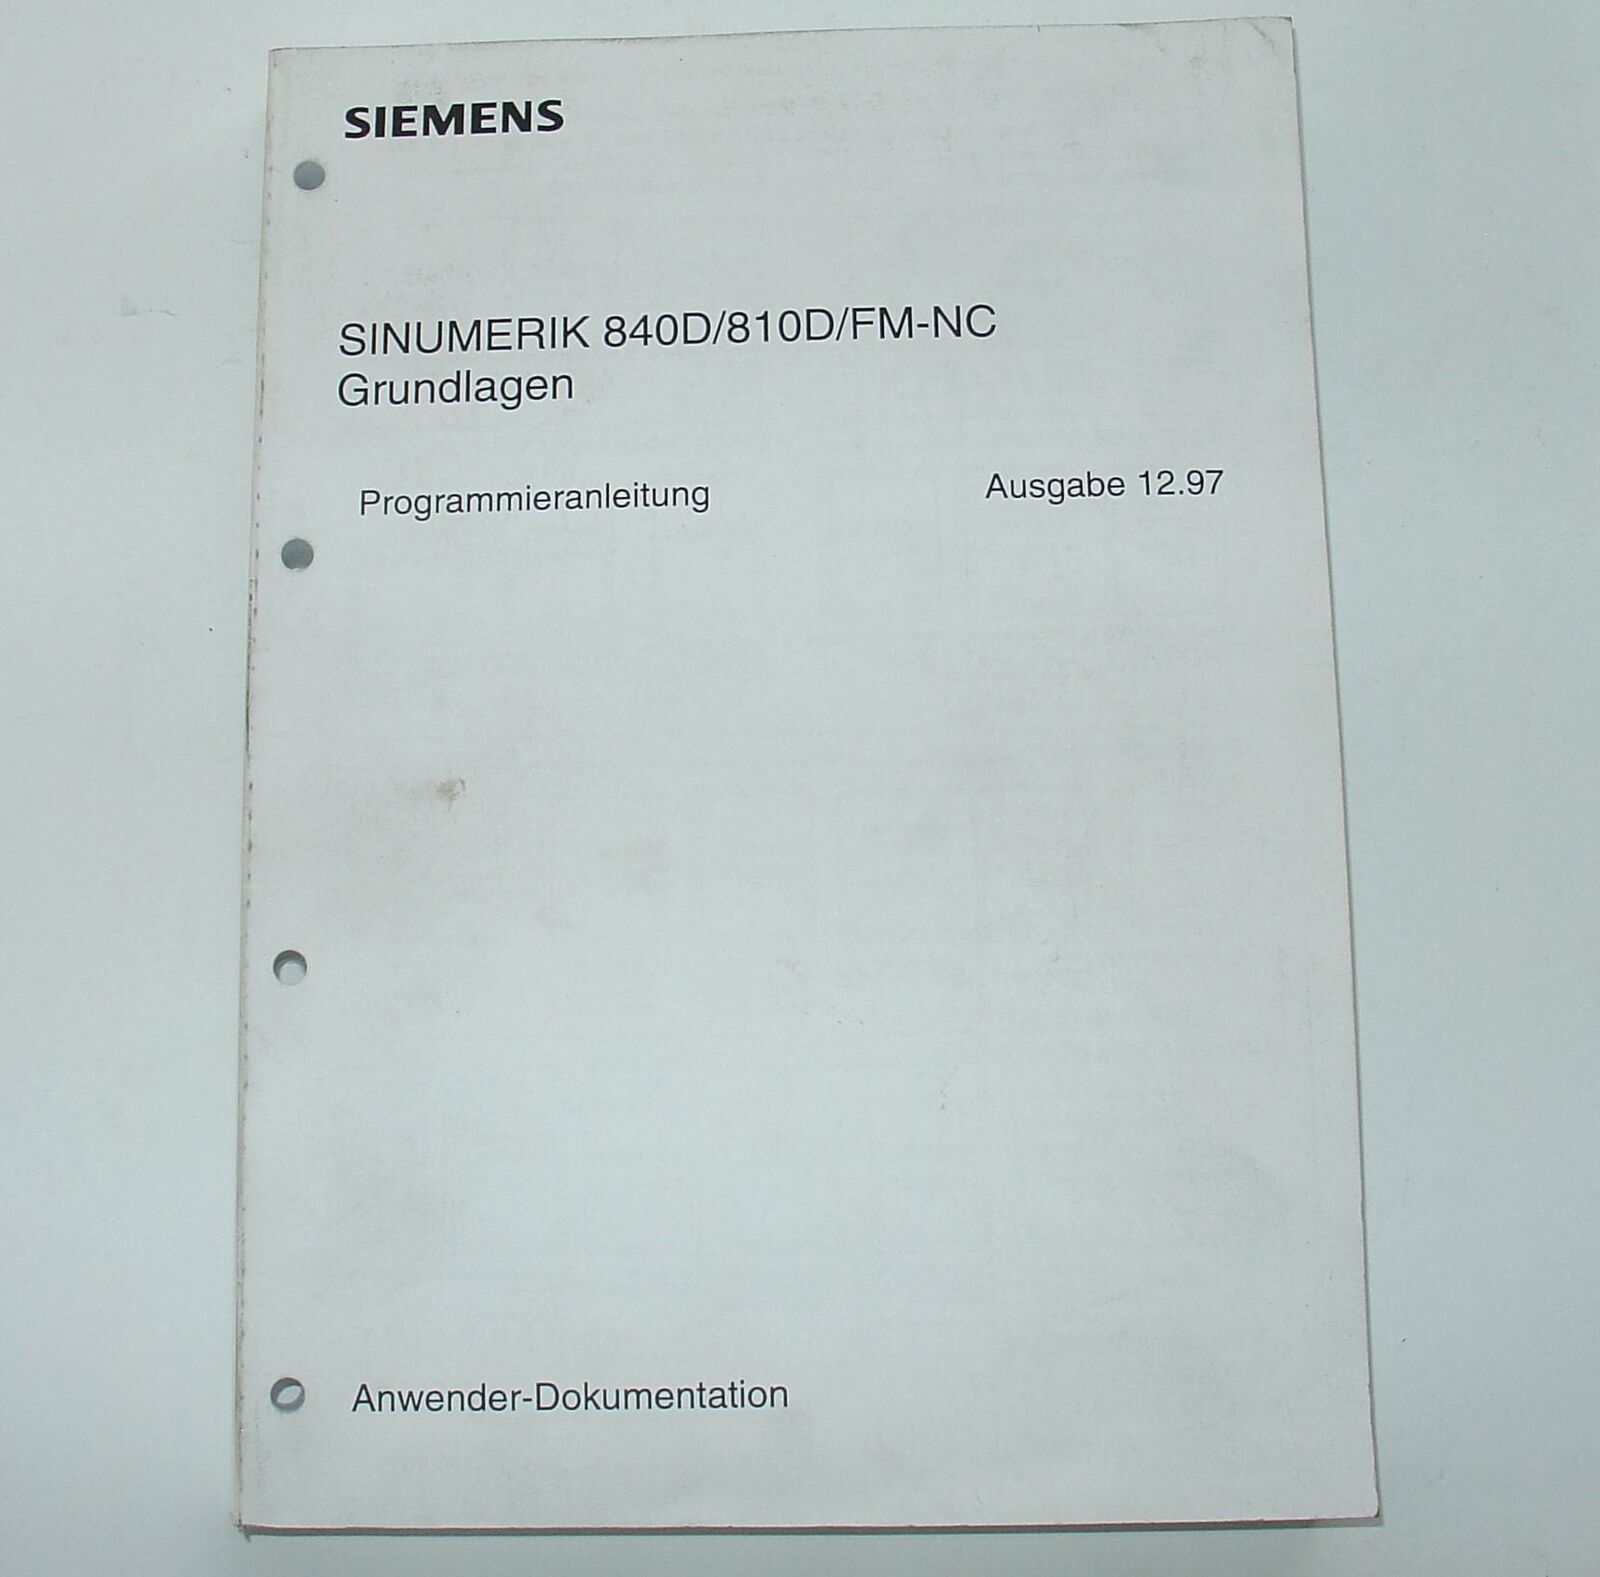 SIEMENS
SINUMERIK 840D/810D/FM-NC
Grundlagen
Programmieranleitung Ausgabe 12.97
Anwender-Dokumentation